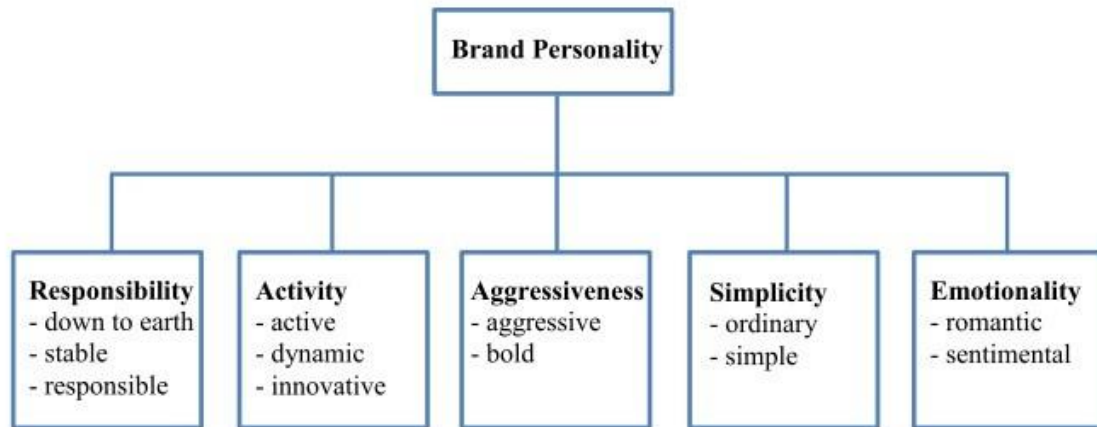 Brand Personality
Responsibility
- down to earth
- stable
- responsible
Activity
- active
- dynamic
- innovative
Aggressiveness
- aggressive
- bold
Simplicity
- ordinary
- simple
Emotionality
- romantic
- sentimental